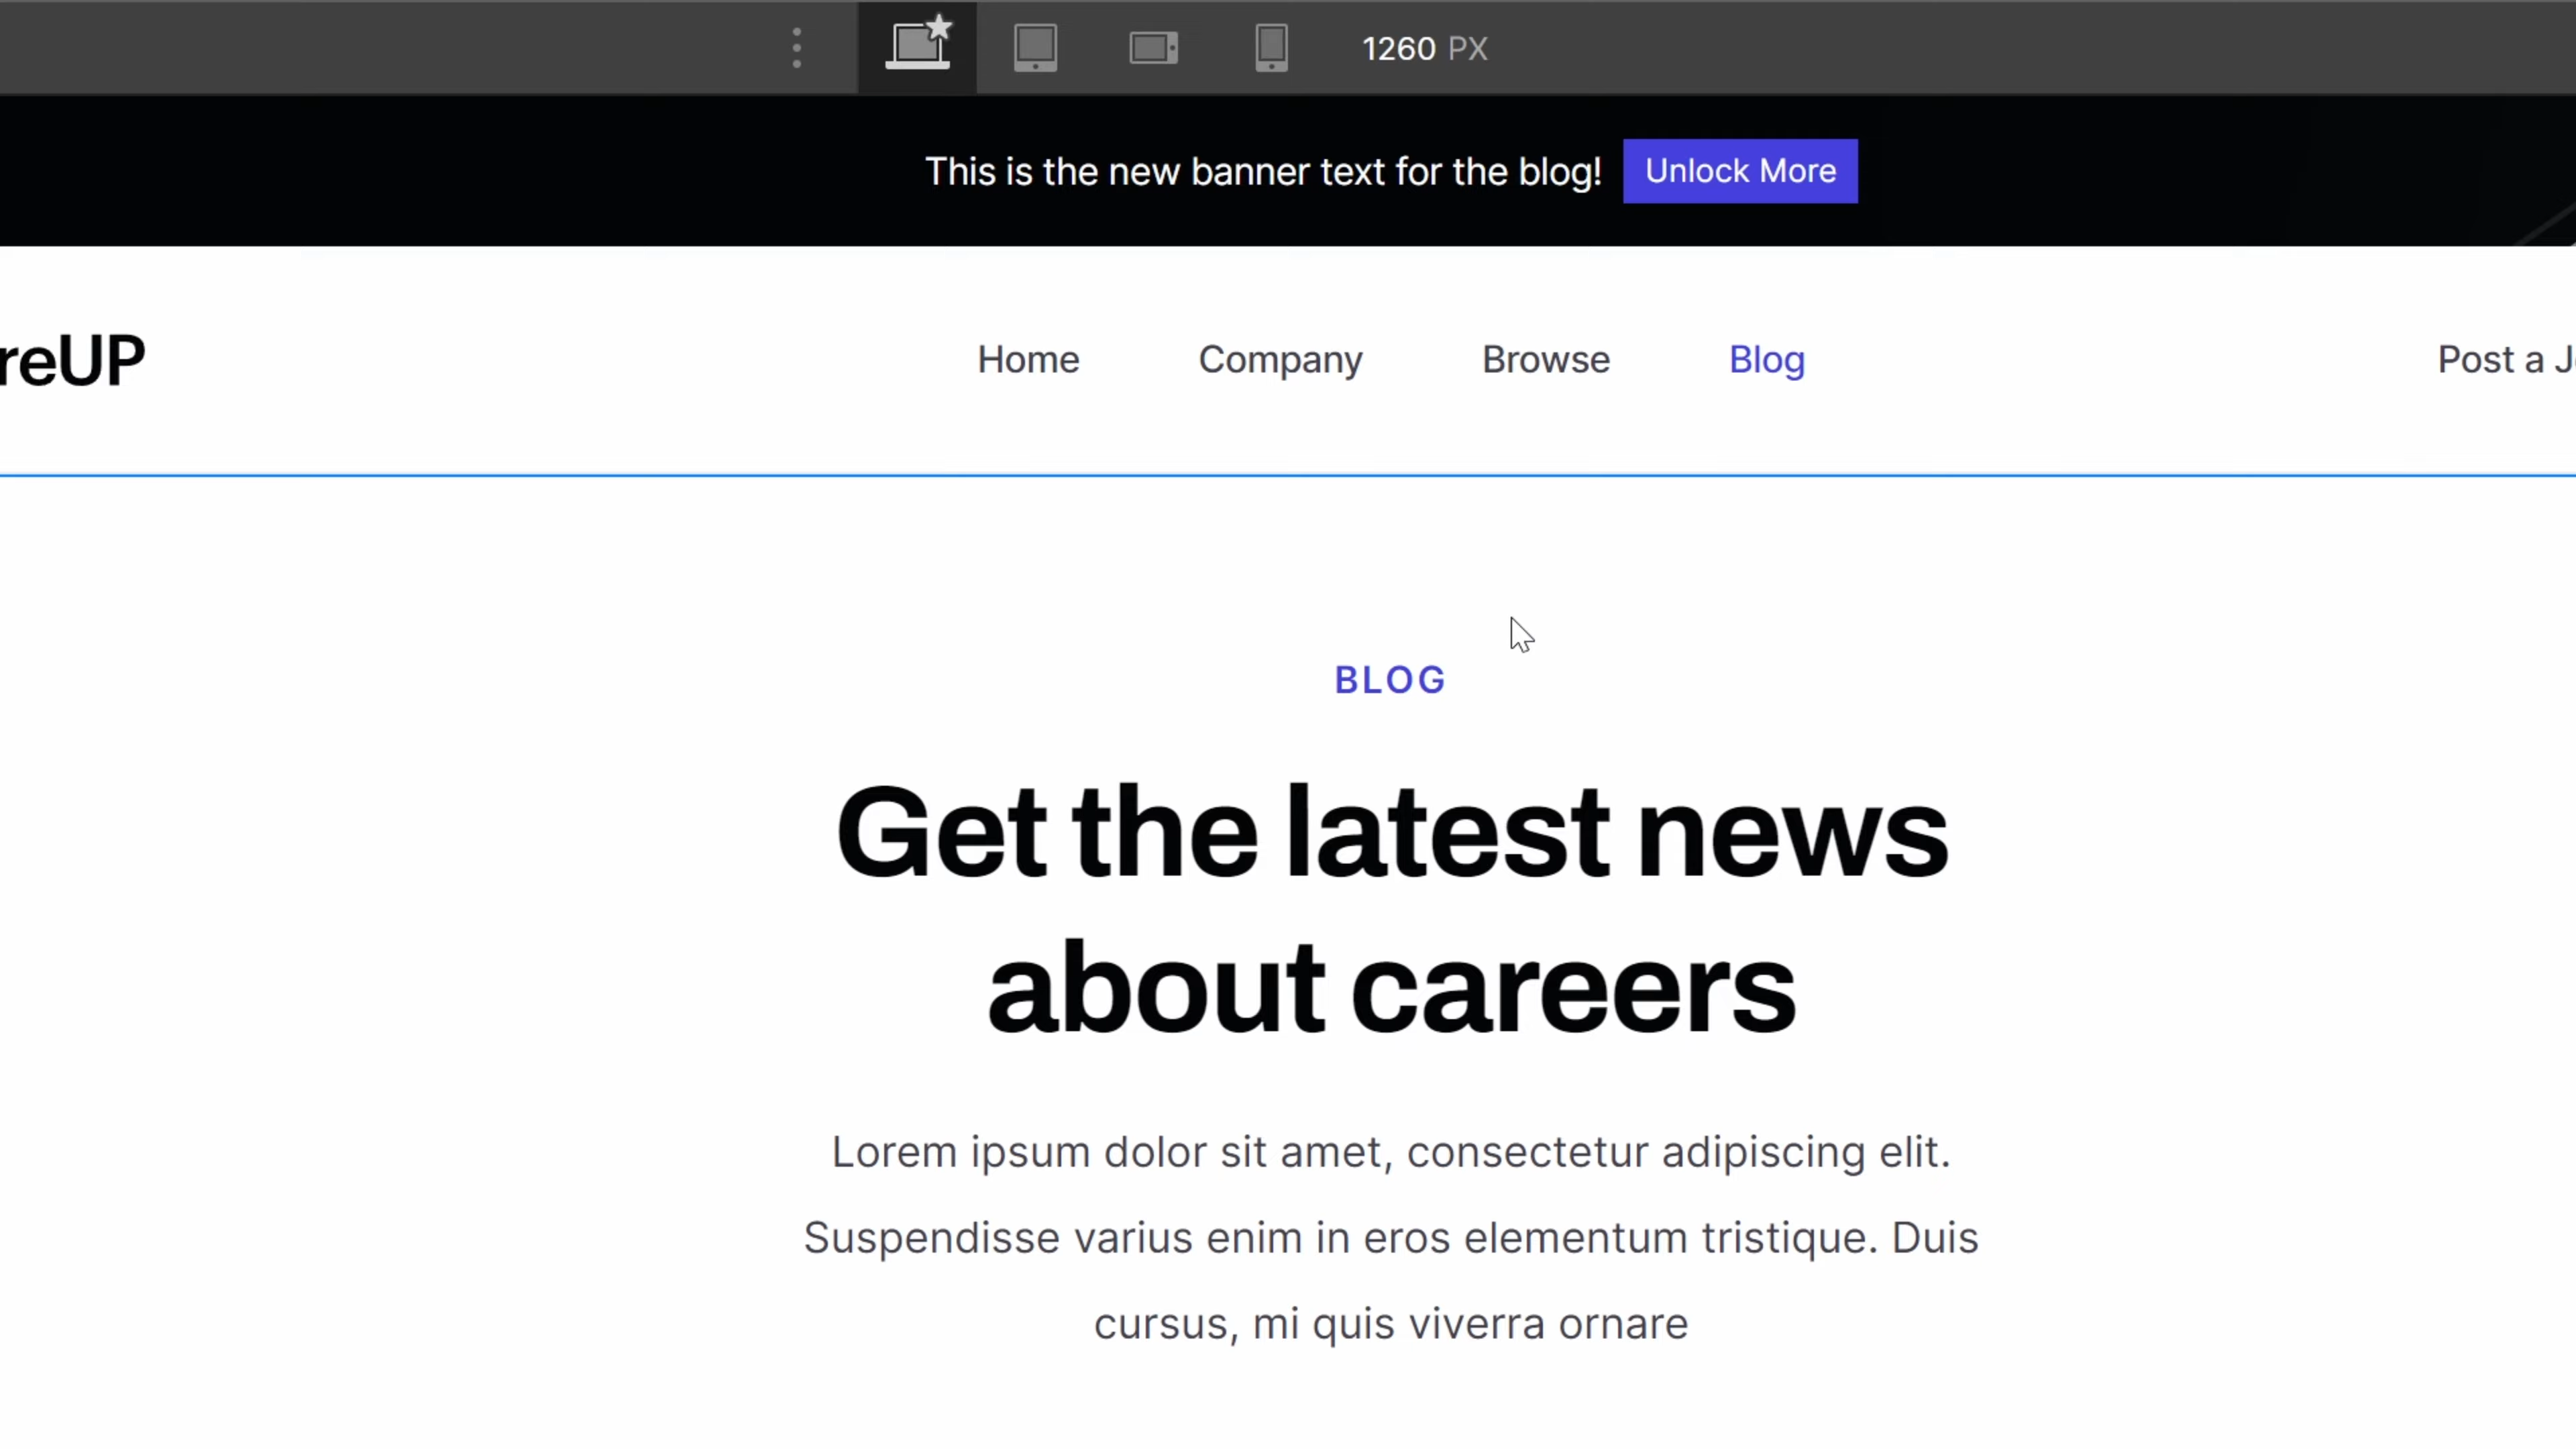 1260 PX
This is the new banner text for the blog! Unlock More
reUP Home Company Browse Blog Post a
BLOG
Get the latest news
about careers
Lorem ipsum dolor sit amet, consectetur adipiscing elit.
Suspendisse varius enim in eros elementum tristique. Duis
cursus, mi quis viverra ornare